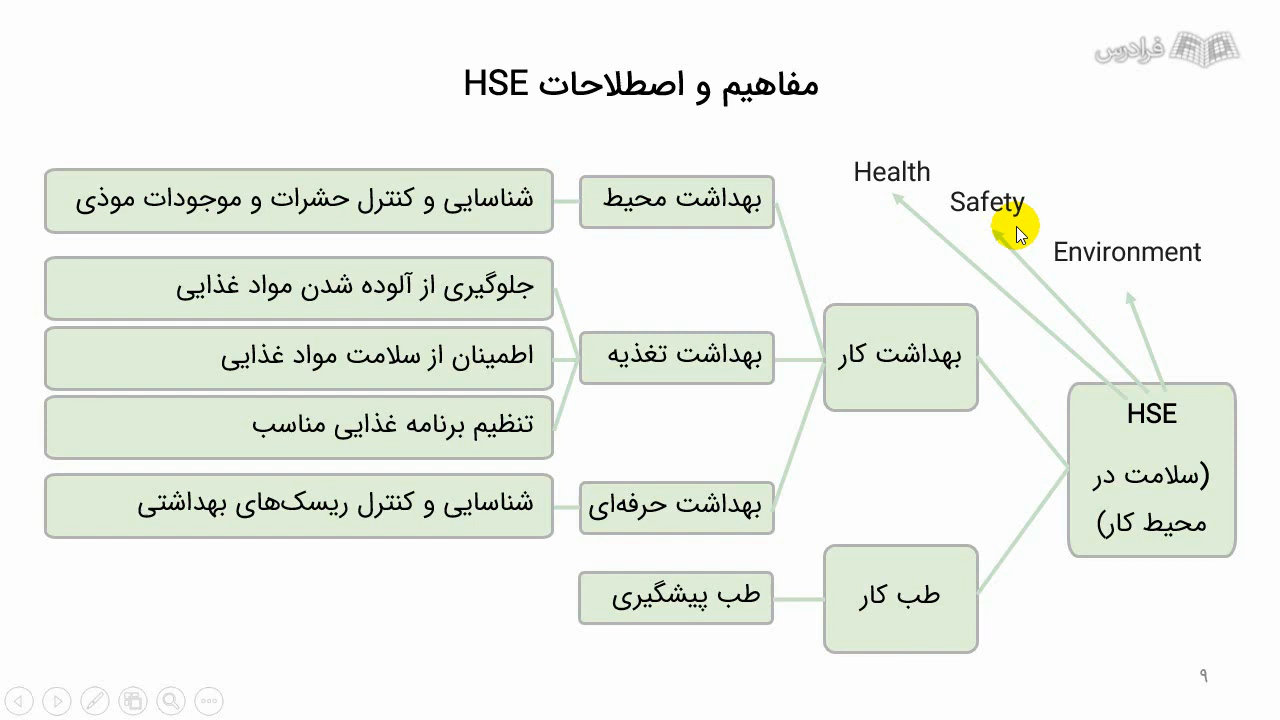 فرادرس
مفاهیم و اصطلاحات HSE
Health
Safety
Environment
HSE
(سلامت در
محیط کار)
بهداشت کار
طب کار
بهداشت محیط
بهداشت تغذیه
بهداشت حرفه‌ای
طب پیشگیری
شناسایی و کنترل حشرات و موجودات موذی
جلوگیری از آلوده شدن مواد غذایی
اطمینان از سلامت مواد غذایی
تنظیم برنامه غذایی مناسب
شناسایی و کنترل ریسک‌های بهداشتی
۹